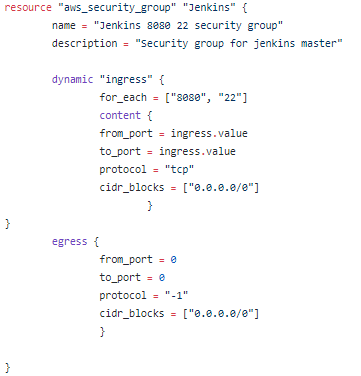 resource "aws_security_group" "Jenkins" {
name = "Jenkins 8080 22 security group"
description = "Security group for jenkins master"
dynamic "ingress" {
for_each = ["8080", "22"]
content {
from_port = ingress.value
to_port = ingress.value
protocol = "tcp"
cidr_blocks = ["0.0.0.0/0"]
}
}
egress {
from_port = 0
to_port = 0
protocol = "-1"
cidr_blocks = ["0.0.0.0/0"]
}
}